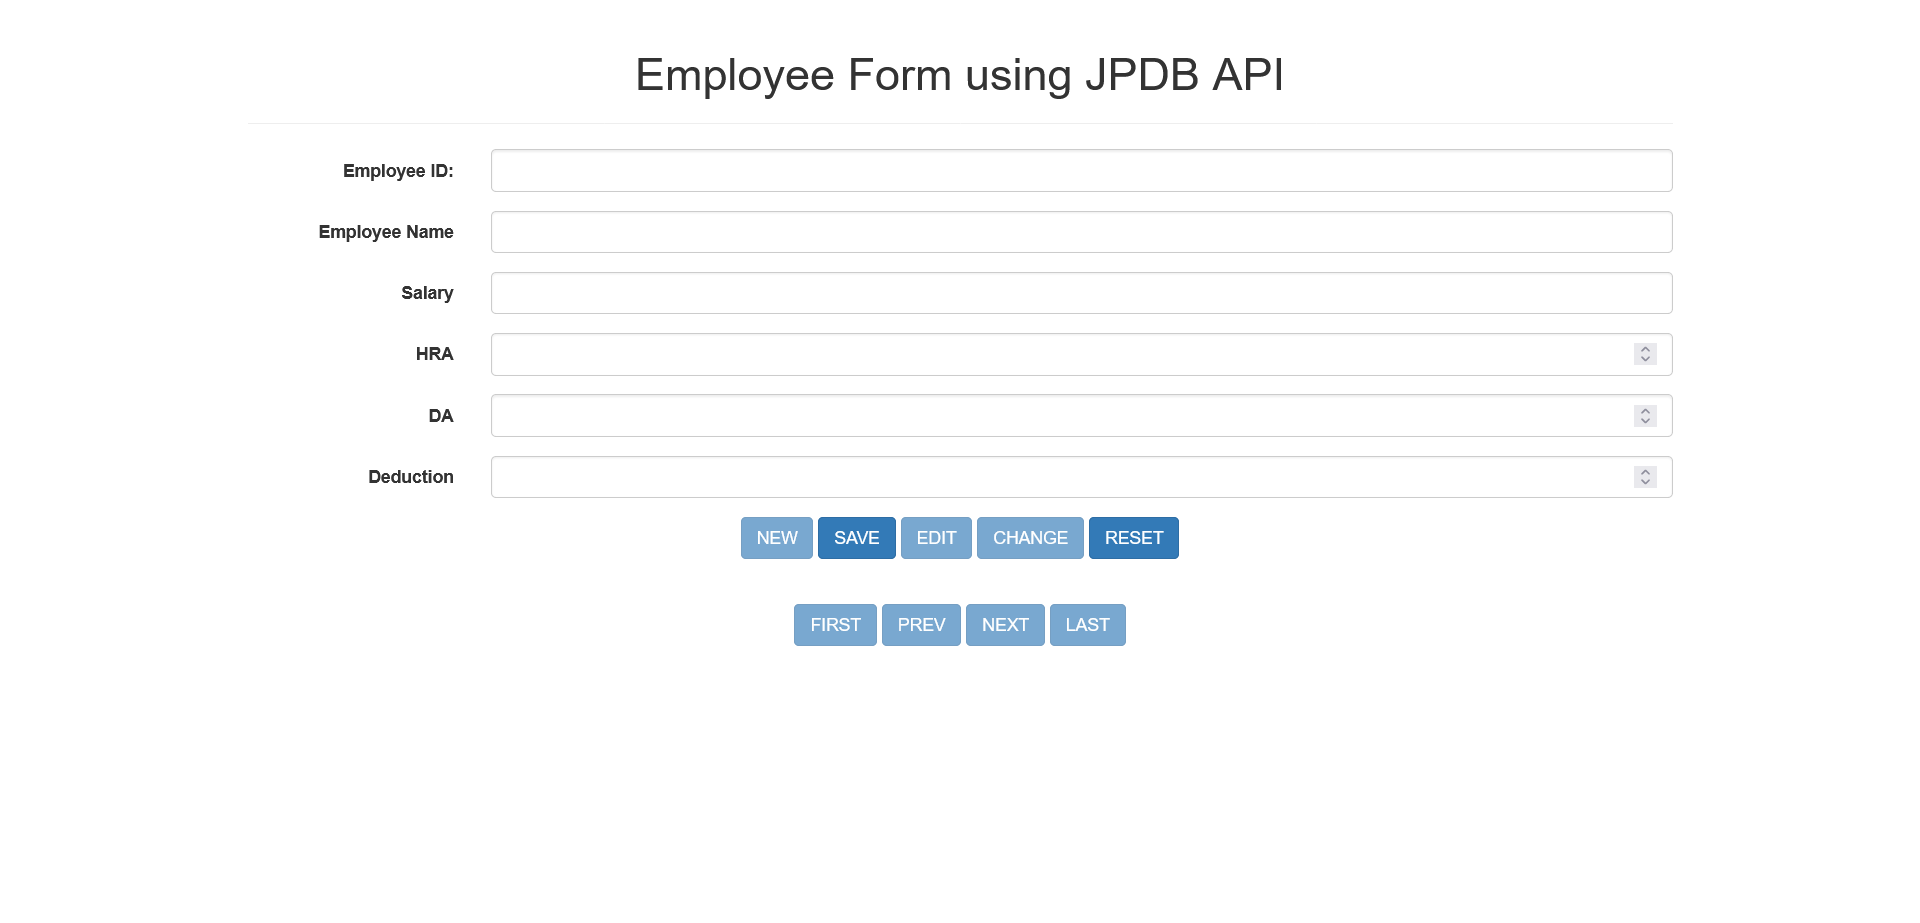 Employee Form using JPDB API
Employee ID:
Employee Name
Salary
HRA
DA
Deduction
NEW SAVE EDIT CHANGE RESET
FIRST PREV NEXT LAST